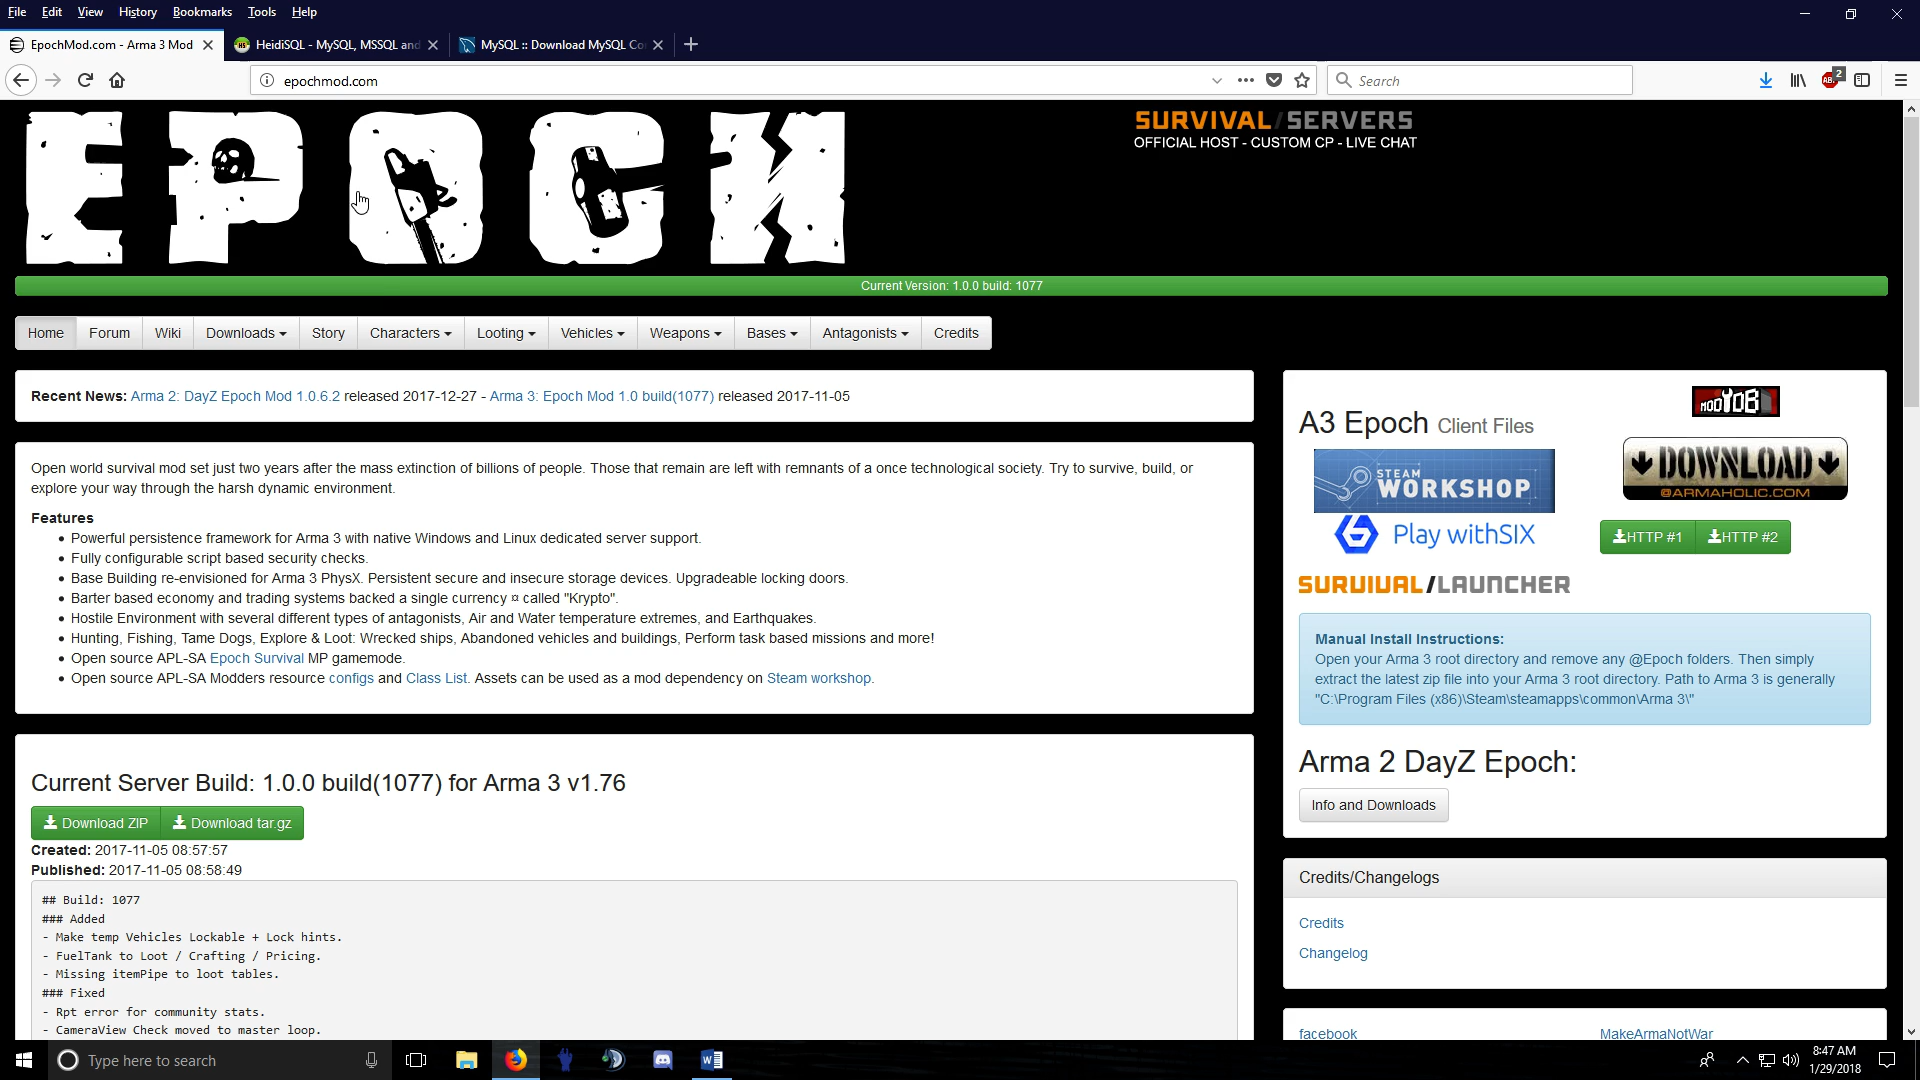 File Edit View History Bookmarks Tools Help
EpochMod.com - Arma 3 Mod
HeidiSQL - MySQL, MSSQL and
MySQL :: Download MySQL Co
epochmod.com
Search
2
EPOCH
SURVIVAL/SERVERS
OFFICIAL HOST - CUSTOM CP - LIVE CHAT
Current Version: 1.0.0 build: 1077
Home Forum Wiki Downloads Story Characters Looting Vehicles Weapons Bases Antagonists Credits
Recent News: Arma 2: DayZ Epoch Mod 1.0.6.2 released 2017-12-27 - Arma 3: Epoch Mod 1.0 build(1077) released 2017-11-05
Open world survival mod set just two years after the mass extinction of billions of people. Those that remain are left with remnants of a once technological society. Try to survive, build, or
explore your way through the harsh dynamic environment.
Features
• Powerful persistence framework for Arma 3 with native Windows and Linux dedicated server support.
• Fully configurable script based security checks.
• Base Building re-envisioned for Arma 3 PhysX. Persistent secure and insecure storage devices. Upgradeable locking doors.
• Barter based economy and trading systems backed a single currency ¤ called "Krypto".
• Hostile Environment with several different types of antagonists, Air and Water temperature extremes, and Earthquakes.
• Hunting, Fishing, Tame Dogs, Explore & Loot: Wrecked ships, Abandoned vehicles and buildings, Perform task based missions and more!
• Open source APL-SA Epoch Survival MP gamemode.
• Open source APL-SA Modders resource configs and Class List. Assets can be used as a mod dependency on Steam workshop.
Current Server Build: 1.0.0 build(1077) for Arma 3 v1.76
Download ZIP Download tar.gz
Created: 2017-11-05 08:57:57
Published: 2017-11-05 08:58:49
## Build: 1077
### Added
- Make temp Vehicles Lockable + Lock hints.
- FuelTank to Loot / Crafting / Pricing.
- Missing itemPipe to loot tables.
### Fixed
- Rpt error for community stats.
- CameraView Check moved to master loop.
A3 Epoch Client Files
STEAM
WORKSHOP
Play withSIX
MODYDB
DOWNLOAD
@ARMAHOLIC.COM
HTTP #1 HTTP #2
SURVIVAL/LAUNCHER
Manual Install Instructions:
Open your Arma 3 root directory and remove any @Epoch folders. Then simply
extract the latest zip file into your Arma 3 root directory. Path to Arma 3 is generally
"C:\Program Files (x86)\Steam\steamapps\common\Arma 3\"
Arma 2 DayZ Epoch:
Info and Downloads
Credits/Changelogs
Credits
Changelog
facebook
MakeArmaNotWar
Type here to search
8:47 AM
1/29/2018